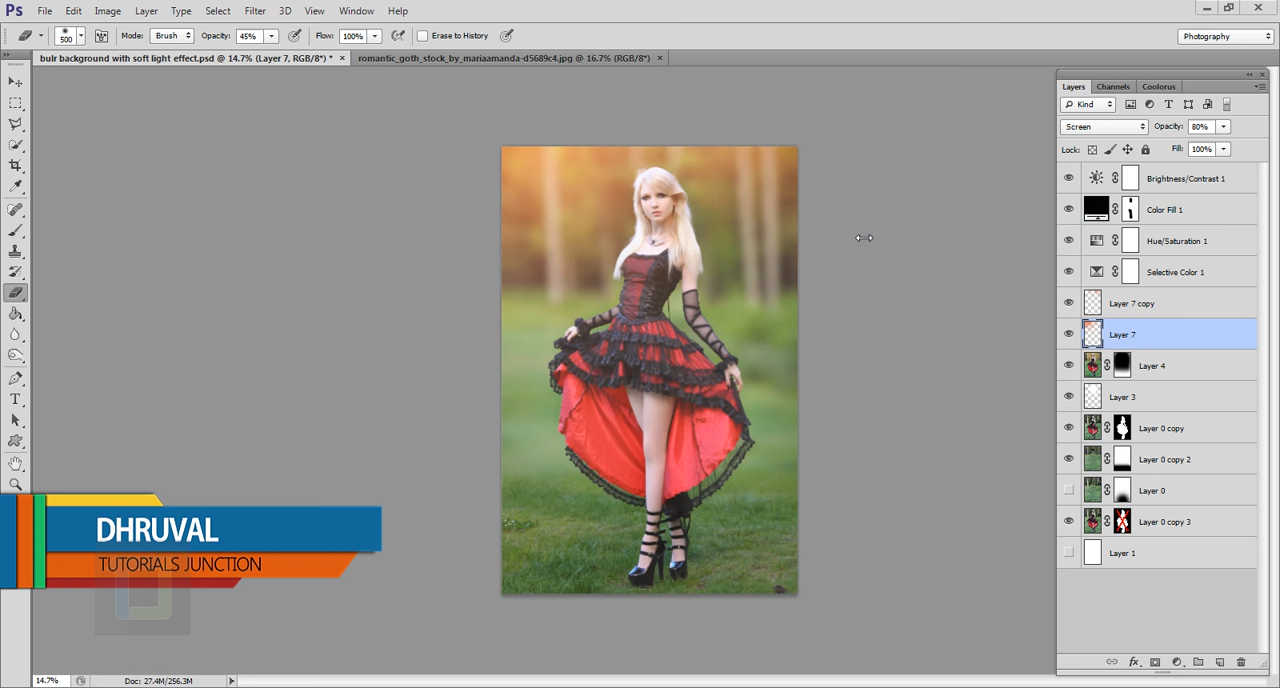 Ps File Edit Image Layer Type Select Filter 3D View Window Help
500 Mode: Brush Opacity: 45% Flow: 100% Erase to History Photography
bulr background with soft light effect.psd @ 14.7% (Layer 7, RGB/8*) * × romantic_goth_stock_by_mariaamanda-d5689c4.jpg @ 16.7% (RGB/8*) ×
Layers Channels Coolorus
Kind
Screen Opacity: 80%
Lock: Fill: 100%
Brightness/Contrast 1
Color Fill 1
Hue/Saturation 1
Selective Color 1
Layer 7 copy
Layer 7
Layer 4
Layer 3
Layer 0 copy
Layer 0 copy 2
Layer 0
Layer 0 copy 3
Layer 1
DHRUVAL
TUTORIALS JUNCTION
14.7% Doc: 27.4M/256.3M